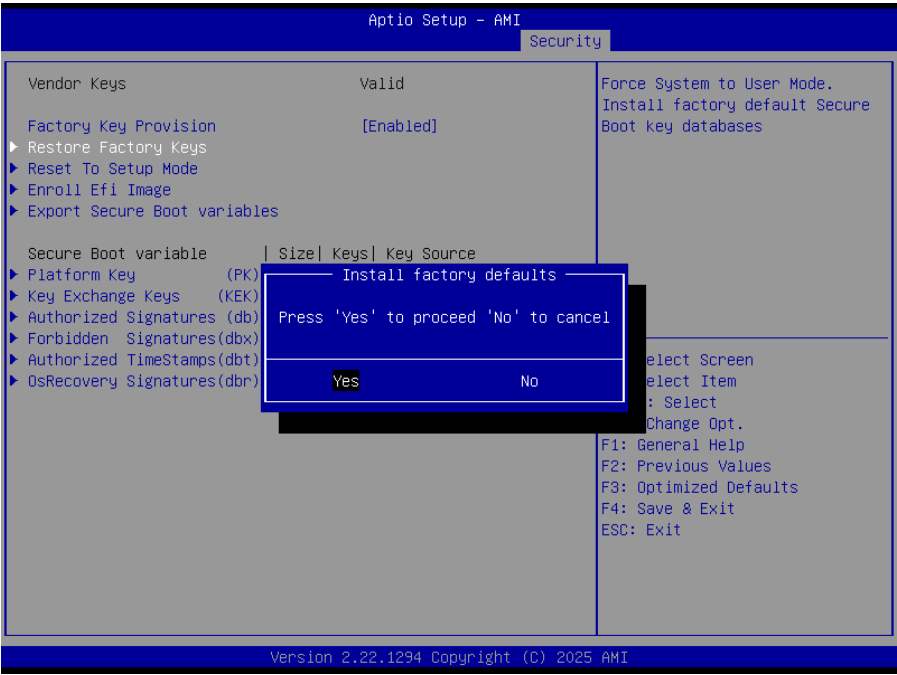 Aptio Setup – AMI
Security
Vendor Keys Valid
Factory Key Provision [Enabled]
Restore Factory Keys
Reset To Setup Mode
Enroll Efi Image
Export Secure Boot variables
Secure Boot variable | Size| Keys| Key Source
Platform Key (PK)
Key Exchange Keys (KEK)
Authorized Signatures (db)
Forbidden Signatures(dbx)
Authorized TimeStamps(dbt)
OsRecovery Signatures(dbr)
Install factory defaults
Press 'Yes' to proceed 'No' to cancel
Yes No
Force System to User Mode.
Install factory default Secure
Boot key databases
Screen
Item
: Select
Change Opt.
F1: General Help
F2: Previous Values
F3: Optimized Defaults
F4: Save & Exit
ESC: Exit
Version 2.22.1294 Copyright (C) 2025 AMI